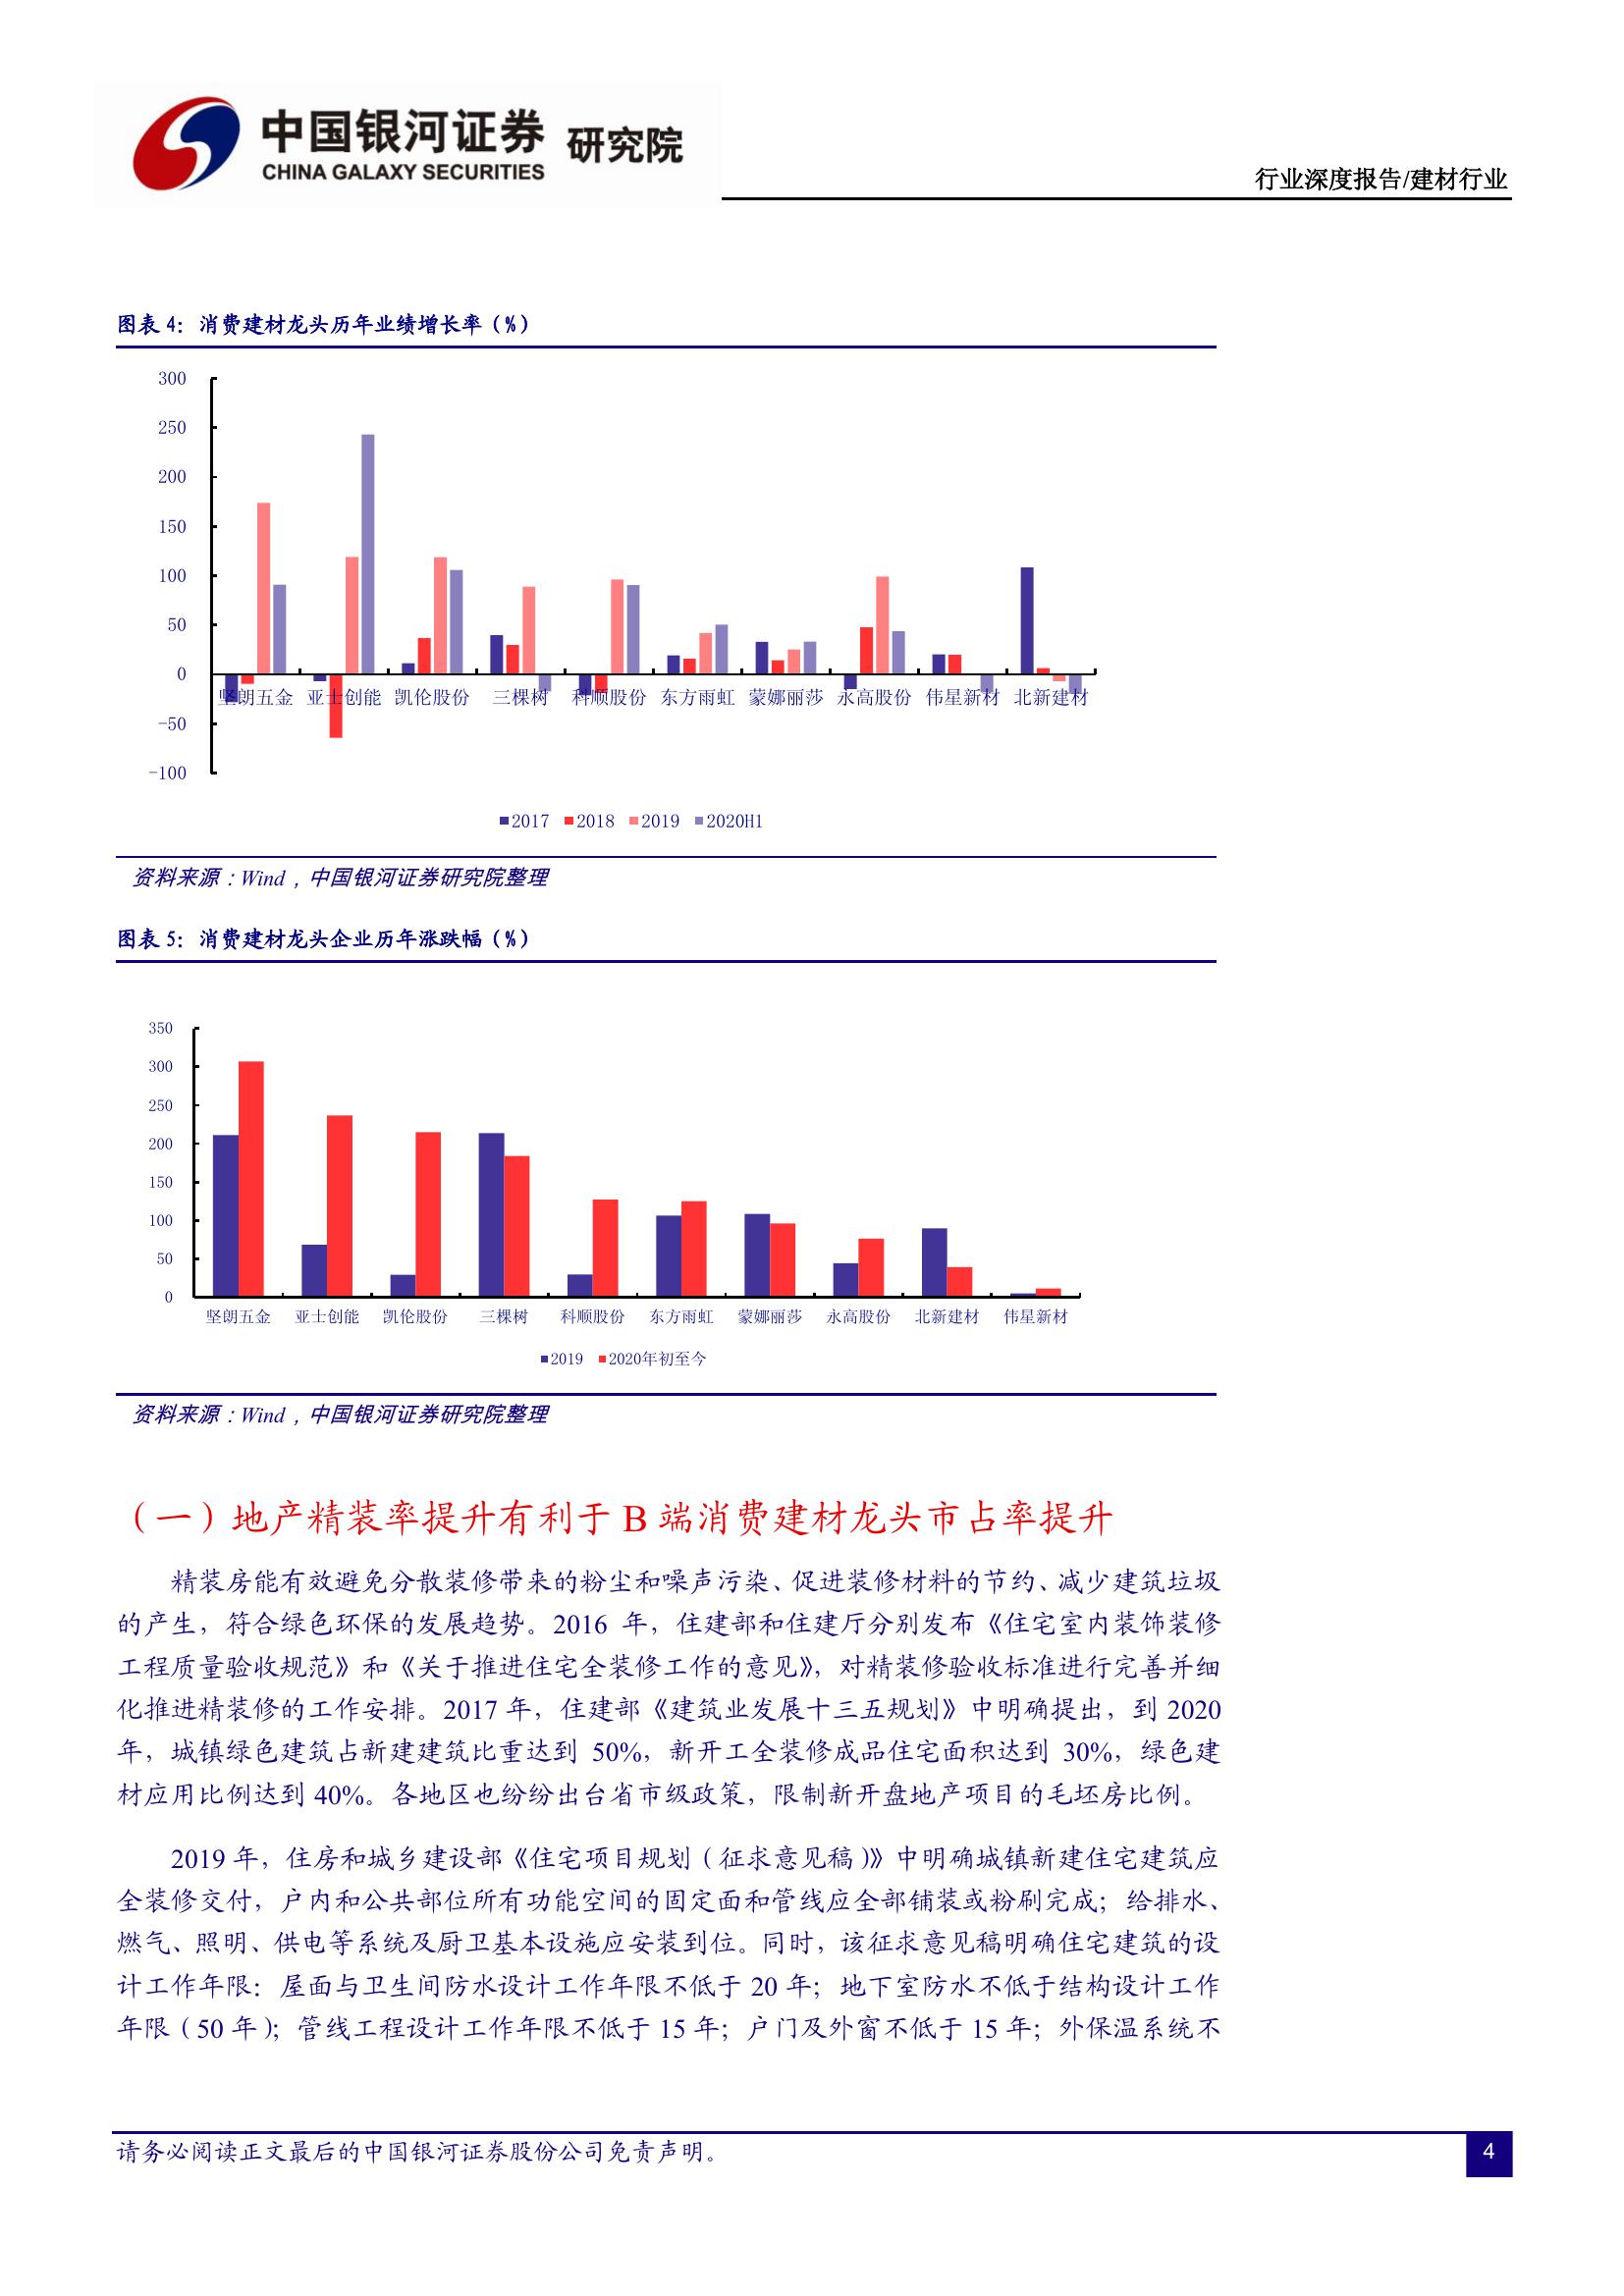 中国银河证券 研究院
CHINA GALAXY SECURITIES
行业深度报告/建材行业
图表 4：消费建材龙头历年业绩增长率（%）
300
250
200
150
100
50
0
-50
-100
坚朗五金 亚士创能 凯伦股份 三棵树 科顺股份 东方雨虹 蒙娜丽莎 永高股份 伟星新材 北新建材
2017 2018 2019 2020H1
资料来源：Wind，中国银河证券研究院整理
图表 5：消费建材龙头企业历年涨跌幅（%）
350
300
250
200
150
100
50
0
坚朗五金 亚士创能 凯伦股份 三棵树 科顺股份 东方雨虹 蒙娜丽莎 永高股份 北新建材 伟星新材
2019 2020年初至今
资料来源：Wind，中国银河证券研究院整理
（一）地产精装率提升有利于 B 端消费建材龙头市占率提升
精装房能有效避免分散装修带来的粉尘和噪声污染、促进装修材料的节约、减少建筑垃圾
的产生，符合绿色环保的发展趋势。2016 年，住建部和住建厅分别发布《住宅室内装饰装修
工程质量验收规范》和《关于推进住宅全装修工作的意见》，对精装修验收标准进行完善并细
化推进精装修的工作安排。2017 年，住建部《建筑业发展十三五规划》中明确提出，到 2020
年，城镇绿色建筑占新建建筑比重达到 50%，新开工全装修成品住宅面积达到 30%，绿色建
材应用比例达到 40%。各地区也纷纷出台省市级政策，限制新开盘地产项目的毛坯房比例。
2019 年，住房和城乡建设部《住宅项目规划（征求意见稿）》中明确城镇新建住宅建筑应
全装修交付，户内和公共部位所有功能空间的固定面和管线应全部铺装或粉刷完成；给排水、
燃气、照明、供电等系统及厨卫基本设施应安装到位。同时，该征求意见稿明确住宅建筑的设
计工作年限：屋面与卫生间防水设计工作年限不低于 20 年；地下室防水不低于结构设计工作
年限（50 年）；管线工程设计工作年限不低于 15 年；户门及外窗不低于 15 年；外保温系统不
请务必阅读正文最后的中国银河证券股份公司免责声明。
4